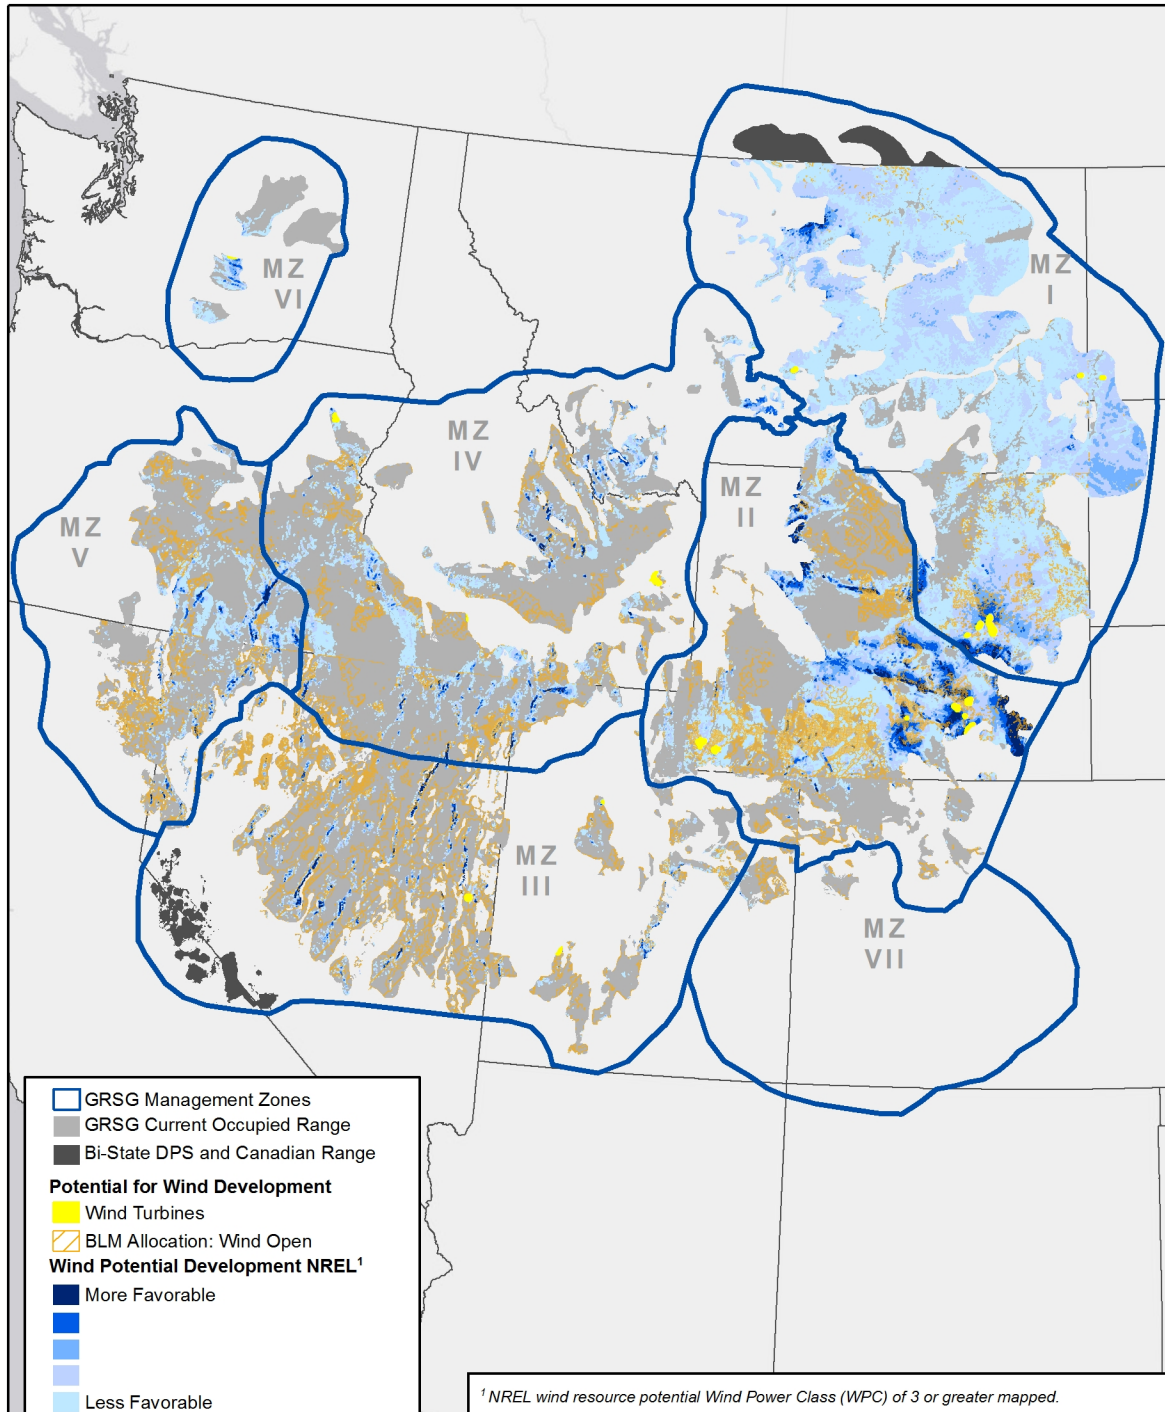 MZ
VI
MZ
I
MZ
IV
MZ
II
MZ
V
MZ
III
MZ
VII
GRSG Management Zones
GRSG Current Occupied Range
Bi-State DPS and Canadian Range
Potential for Wind Development
Wind Turbines
BLM Allocation: Wind Open
Wind Potential Development NREL¹
More Favorable
Less Favorable
¹ NREL wind resource potential Wind Power Class (WPC) of 3 or greater mapped.